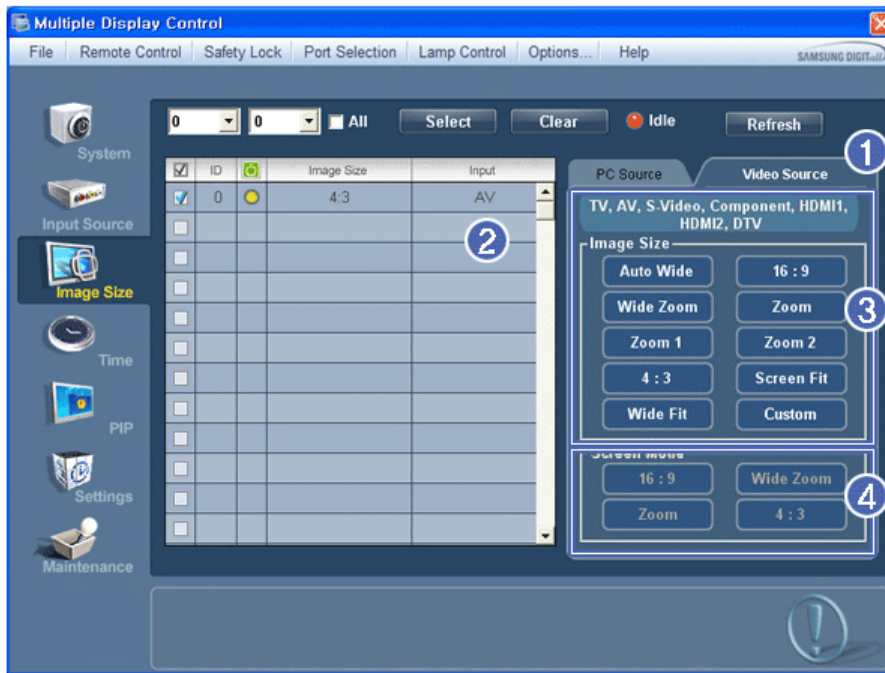 Multiple Display Control
File Remote Control Safety Lock Port Selection Lamp Control Options... Help SAMSUNG DIGITall
0 0 All Select Clear Idle Refresh
1
System
Input Source
Image Size
Time
PIP
Settings
Maintenance
ID Image Size Input
0 4:3 AV
2
PC Source Video Source
TV, AV, S-Video, Component, HDMI1,
HDMI2, DTV
Image Size
Auto Wide 16 : 9
Wide Zoom Zoom
3
Zoom 1 Zoom 2
4 : 3 Screen Fit
Wide Fit Custom
Screen Mode
16 : 9 Wide Zoom
4
Zoom 4 : 3